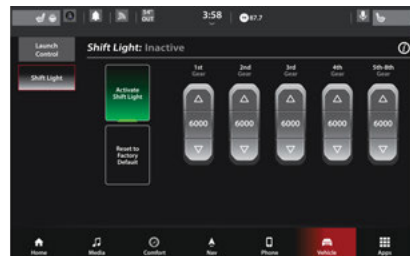 54°
OUT
3:58
87.7
Launch
Control
Shift Light: Inactive
Shift Light
Activate
Shift Light
Reset to
Factory
Default
1st
Gear
2nd
Gear
3rd
Gear
4th
Gear
5th-8th
Gear
6000
6000
6000
6000
6000
Home
Media
Comfort
Nav
Phone
Vehicle
Apps